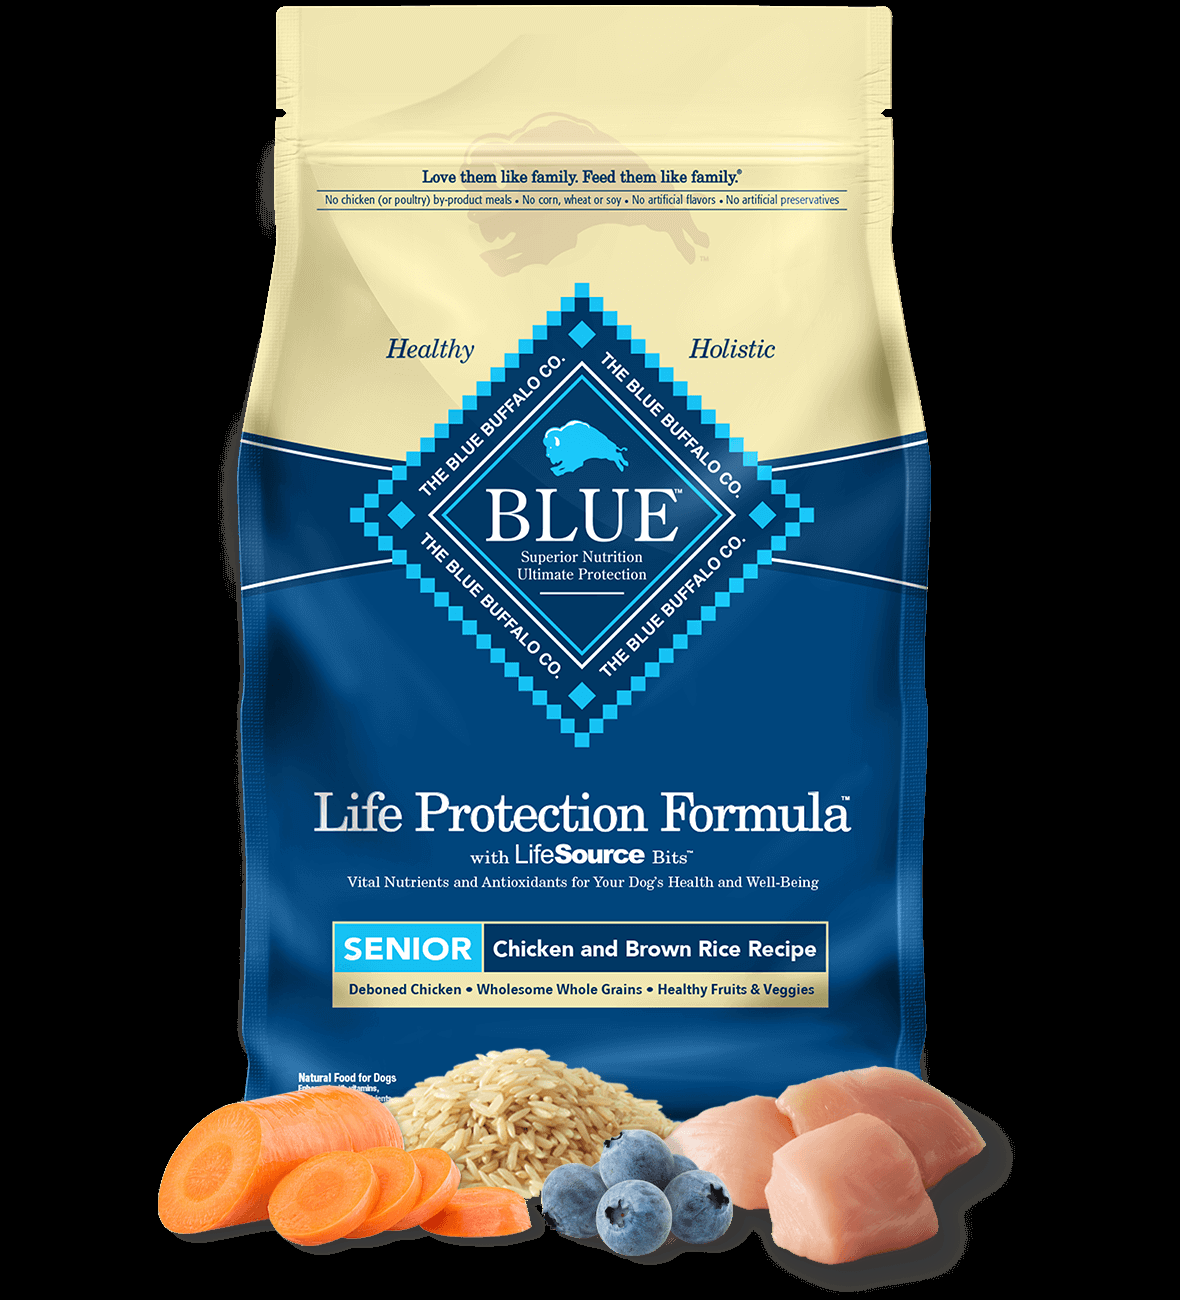 Love them like family. Feed them like family.®
No chicken (or poultry) by-product meals • No corn, wheat or soy • No artificial flavors • No artificial preservatives
™
Healthy
Holistic
THE BLUE BUFFALO CO.
THE BLUE BUFFALO CO.
BLUE™
Superior Nutrition
Ultimate Protection
THE BLUE BUFFALO CO.
THE BLUE BUFFALO CO.
Life Protection Formula™
with LifeSource Bits™
Vital Nutrients and Antioxidants for Your Dog's Health and Well-Being
SENIOR Chicken and Brown Rice Recipe
Deboned Chicken • Wholesome Whole Grains • Healthy Fruits & Veggies
Natural Food for Dogs